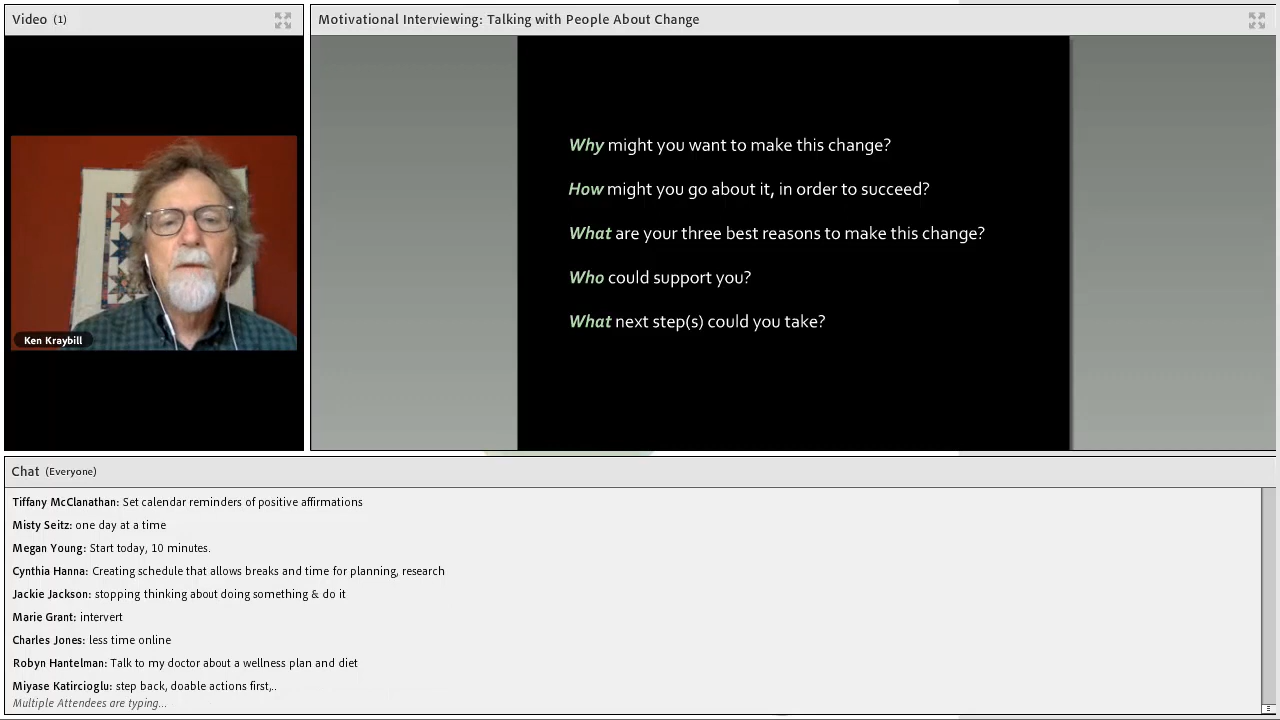 Video (1)
Motivational Interviewing: Talking with People About Change
Why might you want to make this change?
How might you go about it, in order to succeed?
What are your three best reasons to make this change?
Who could support you?
What next step(s) could you take?
Ken Kraybill
Chat (Everyone)
Tiffany McClanathan: Set calendar reminders of positive affirmations
Misty Seitz: one day at a time
Megan Young: Start today, 10 minutes.
Cynthia Hanna: Creating schedule that allows breaks and time for planning, research
Jackie Jackson: stopping thinking about doing something & do it
Marie Grant: intervert
Charles Jones: less time online
Robyn Hantelman: Talk to my doctor about a wellness plan and diet
Miyase Katircioglu: step back, doable actions first,..
Multiple Attendees are typing...